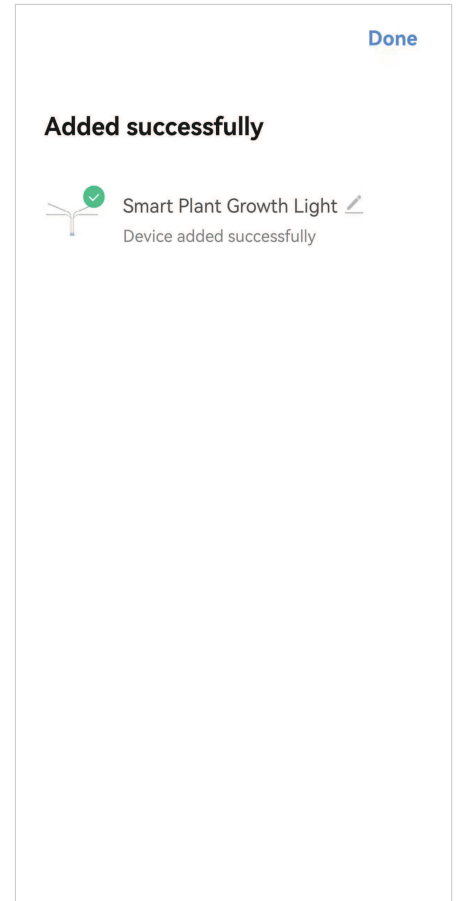 Done
Added successfully
Smart Plant Growth Light
Device added successfully